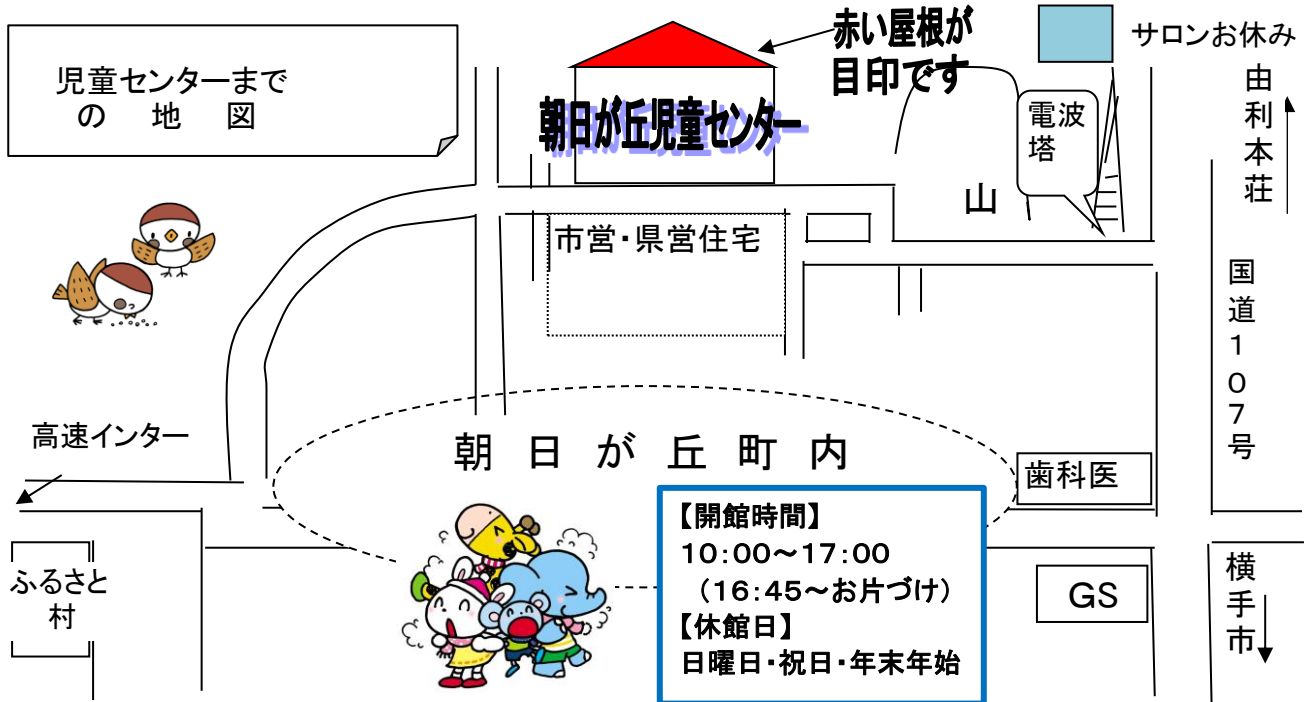 児童センターまで
の 地 図
赤い屋根が
目印です
サロンお休み
朝日が丘児童センター
電波
塔
由利本荘
山
市営・県営住宅
国道107号
高速インター
朝日が丘町内
歯科医
【開館時間】
10:00～17:00
（16:45～お片づけ）
【休館日】
日曜日・祝日・年末年始
ふるさと
村
GS
横手市